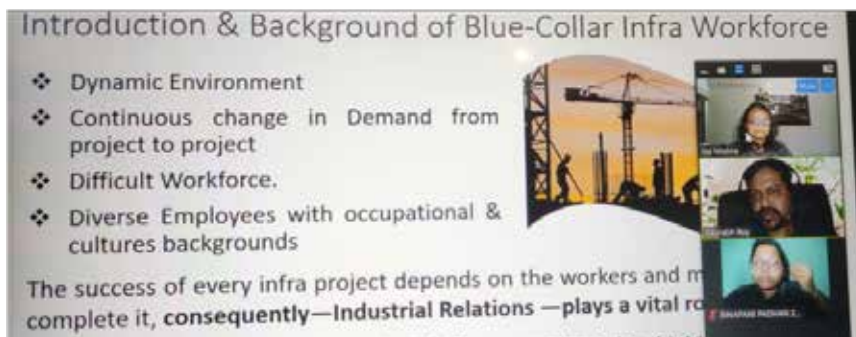 Introduction & Background of Blue-Collar Infra Workforce
❖ Dynamic Environment
❖ Continuous change in Demand from
project to project
❖ Difficult Workforce.
❖ Diverse Employees with occupational &
cultures backgrounds
The success of every infra project depends on the workers and m
complete it, consequently—Industrial Relations —plays a vital ro